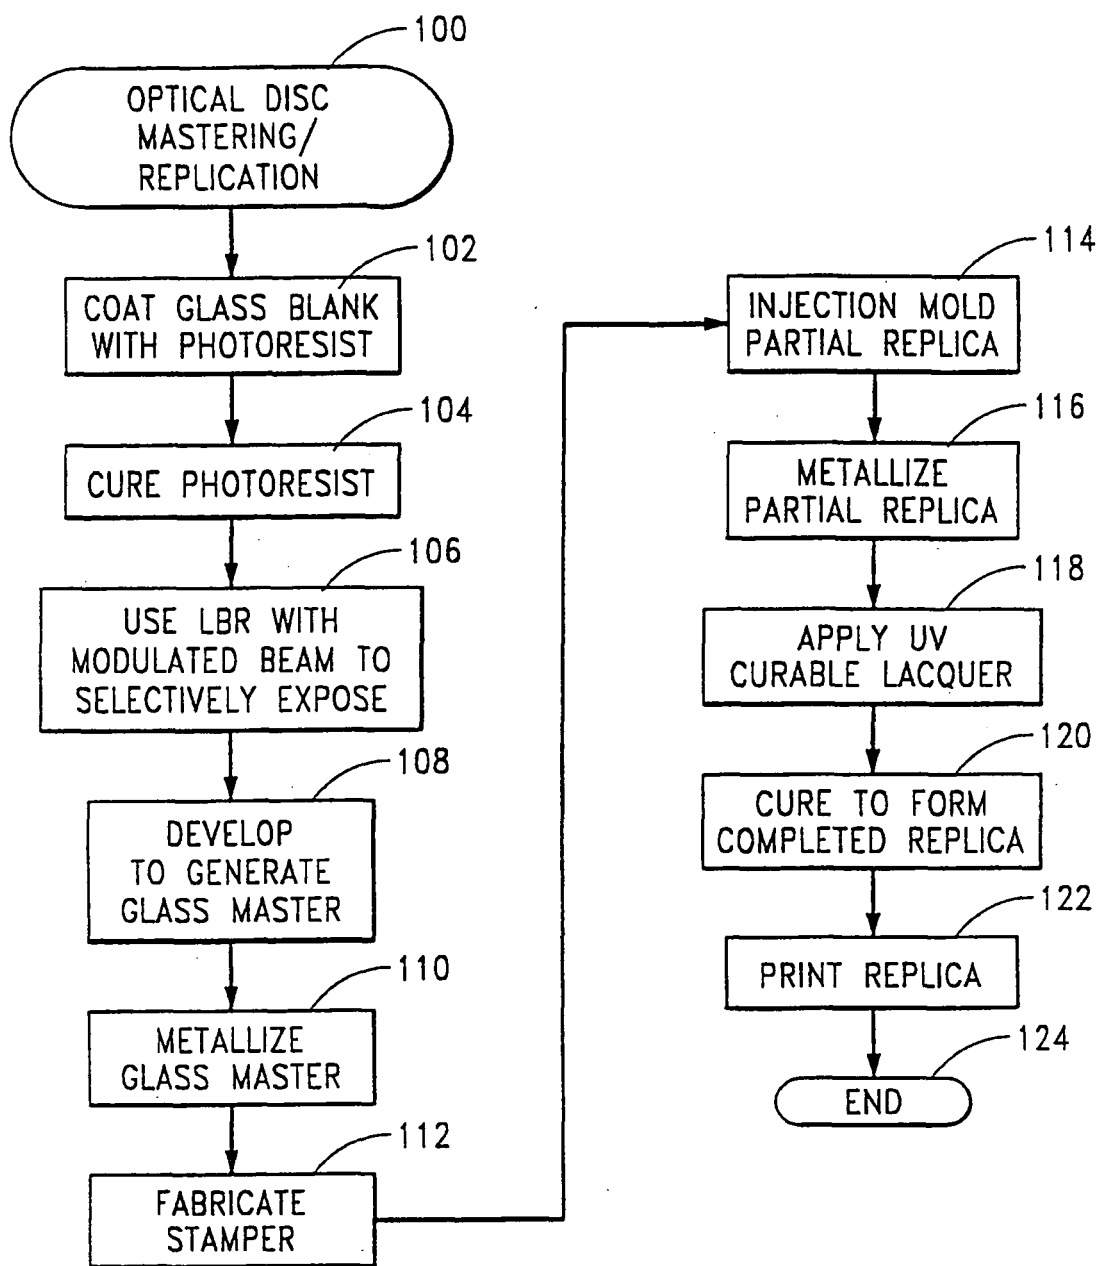 100
OPTICAL DISC
MASTERING/
REPLICATION
102
COAT GLASS BLANK
WITH PHOTORESIST
104
CURE PHOTORESIST
106
USE LBR WITH
MODULATED BEAM TO
SELECTIVELY EXPOSE
108
DEVELOP
TO GENERATE
GLASS MASTER
110
METALLIZE
GLASS MASTER
112
FABRICATE
STAMPER
114
INJECTION MOLD
PARTIAL REPLICA
116
METALLIZE
PARTIAL REPLICA
118
APPLY UV
CURABLE LACQUER
120
CURE TO FORM
COMPLETED REPLICA
122
PRINT REPLICA
124
END